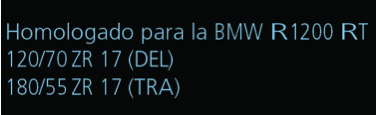 Homologado para la BMW R1200 RT
120/70 ZR 17 (DEL)
180/55 ZR 17 (TRA)